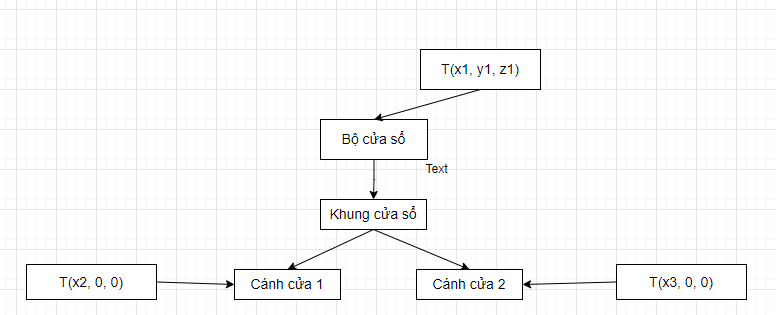 T(x1, y1, z1)
Bộ cửa sổ
Text
Khung cửa sổ
T(x2, 0, 0)
Cánh cửa 1
Cánh cửa 2
T(x3, 0, 0)